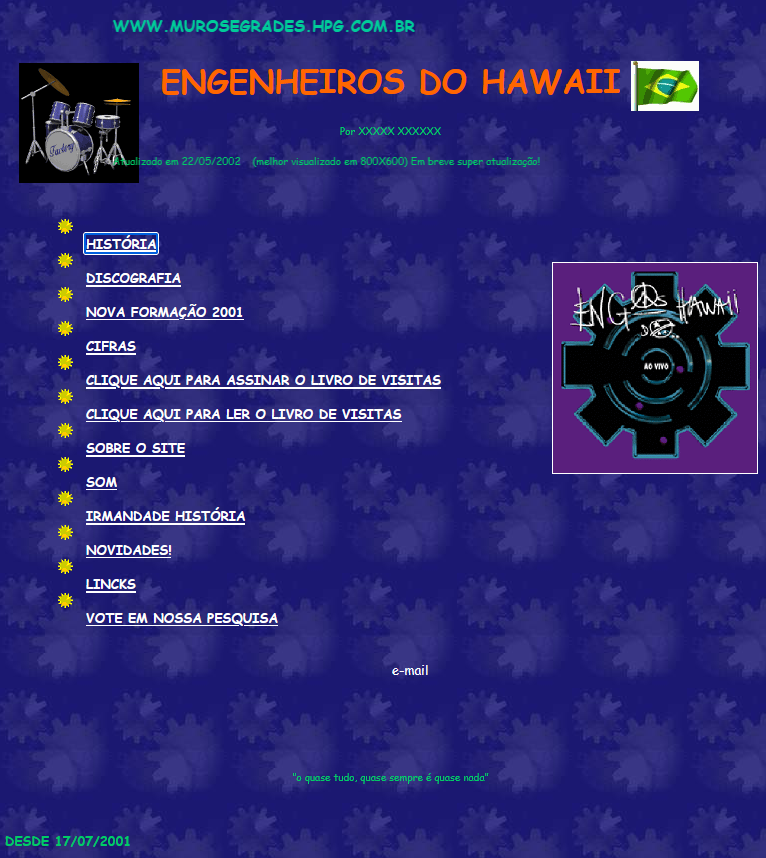 WWW.MUROSEGRADES.HPG.COM.BR
ENGENHEIROS DO HAWAII
Por XXXXX XXXXXX
Factory
Atualizado em 22/05/2002 (melhor visualizado em 800X600) Em breve super atualização!
HISTÓRIA
DISCOGRAFIA
NOVA FORMAÇÃO 2001
CIFRAS
CLIQUE AQUI PARA ASSINAR O LIVRO DE VISITAS
CLIQUE AQUI PARA LER O LIVRO DE VISITAS
SOBRE O SITE
SOM
IRMANDADE HISTÓRIA
NOVIDADES!
LINCKS
VOTE EM NOSSA PESQUISA
HAWAII
AO VIVO
e-mail
"o quase tudo, quase sempre é quase nada"
DESDE 17/07/2001